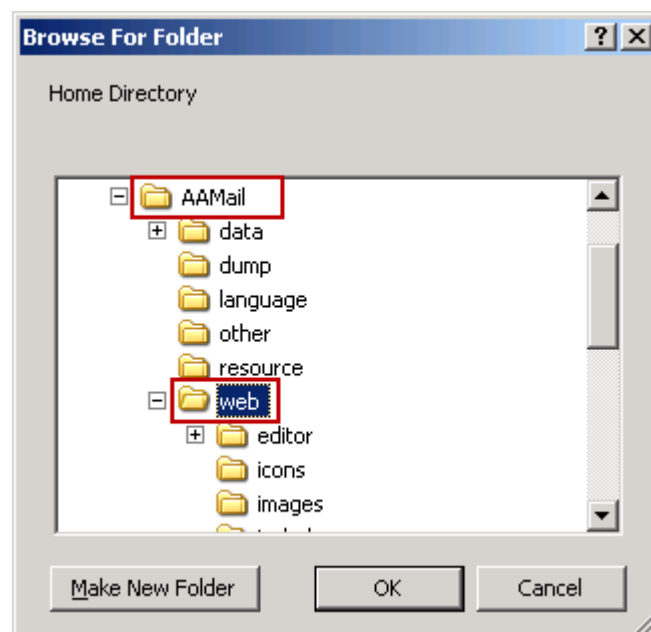 Browse For Folder
Home Directory
AAMail
data
dump
language
other
resource
web
editor
icons
images
Make New Folder
OK
Cancel